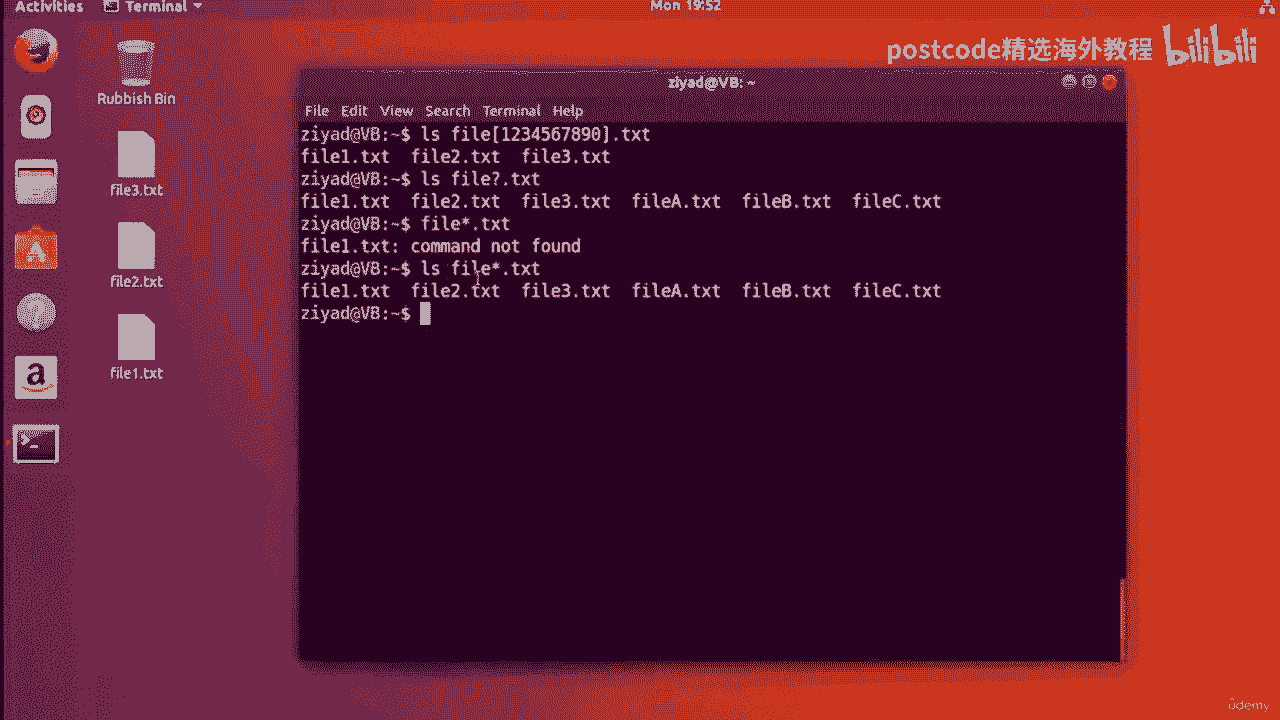 Activities Terminal Mon 19:52
postcode精选海外教程 bilibili
Rubbish Bin
file3.txt
file2.txt
file1.txt
ziyad@VB: ~
File Edit View Search Terminal Help
ziyad@VB:~$ ls file[1234567890].txt
file1.txt file2.txt file3.txt
ziyad@VB:~$ ls file?.txt
file1.txt file2.txt file3.txt fileA.txt fileB.txt fileC.txt
ziyad@VB:~$ file*.txt
file1.txt: command not found
ziyad@VB:~$ ls file*.txt
file1.txt file2.txt file3.txt fileA.txt fileB.txt fileC.txt
ziyad@VB:~$
a
ûdemy